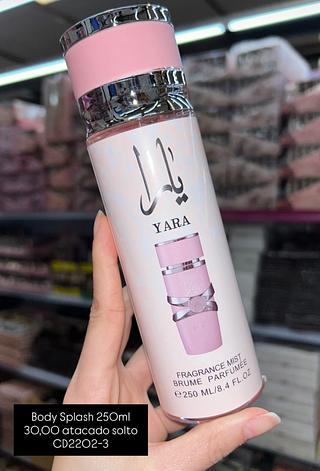 يارا
YARA
FRAGRANCE MIST
BRUME PARFUMÉE
℮250 ML/8.4 FL.OZ
Body Splash 250ml
30,00 atacado solto
CD2202-3